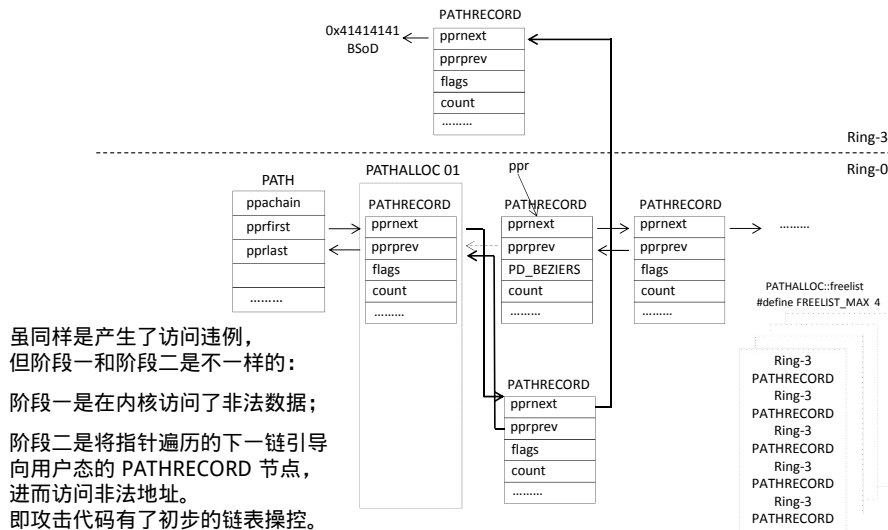 PATHRECORD
0x41414141
BSoD
pprnext
pprprev
flags
count
………
Ring-3
Ring-0
PATH
ppachain
pprfirst
pprlast
………
PATHALLOC 01
PATHRECORD
pprnext
pprprev
flags
count
………
ppr
PATHRECORD
pprnext
pprprev
PD_BEZIERS
count
………
PATHRECORD
pprnext
pprprev
flags
count
………
………
PATHALLOC::freelist
#define FREELIST_MAX 4
Ring-3
PATHRECORD
Ring-3
PATHRECORD
Ring-3
PATHRECORD
Ring-3
PATHRECORD
Ring-3
PATHRECORD
PATHRECORD
pprnext
pprprev
flags
count
………
虽同样是产生了访问违例，
但阶段一和阶段二是不一样的：
阶段一是在内核访问了非法数据；
阶段二是将指针遍历的下一链引导
向用户态的 PATHRECORD 节点，
进而访问非法地址。
即攻击代码有了初步的链表操控。